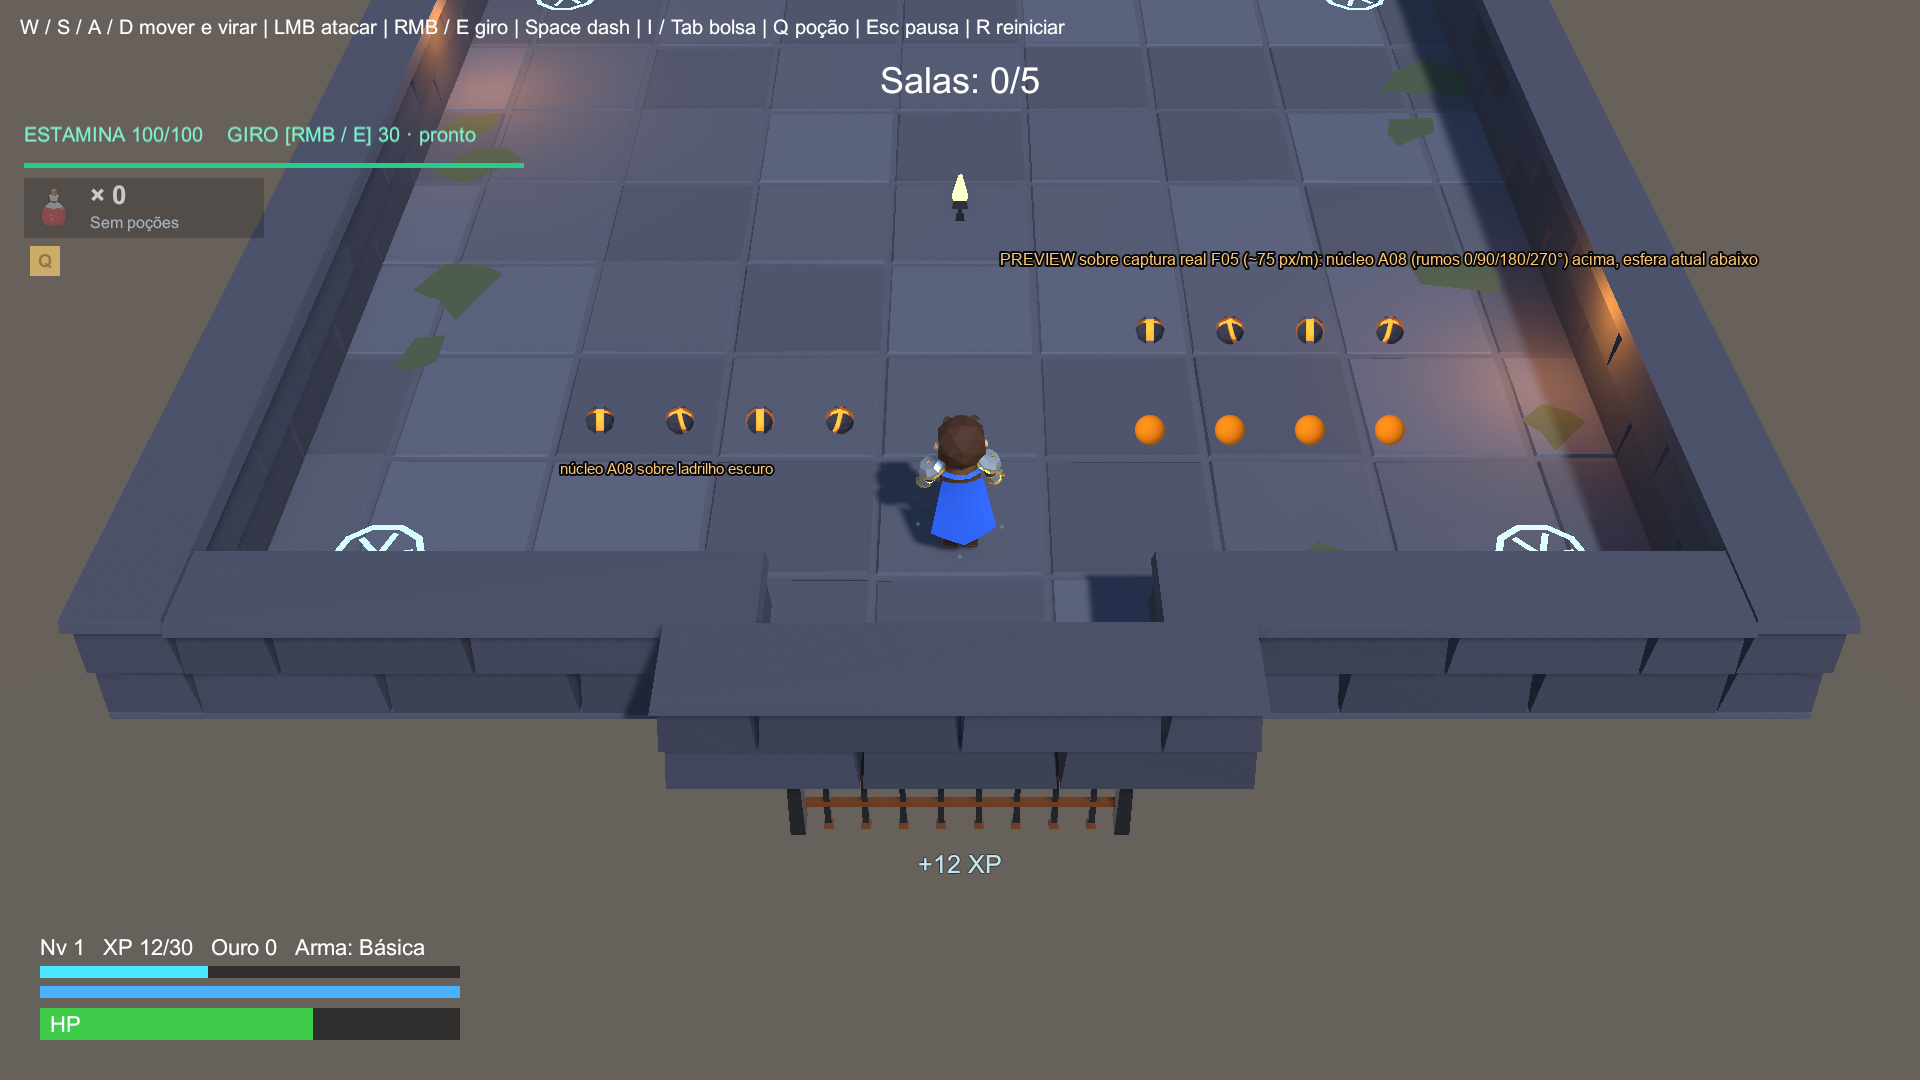 W / S / A / D mover e virar | LMB atacar | RMB / E giro | Space dash | I / Tab bolsa | Q poção | Esc pausa | R reiniciar
Salas: 0/5
ESTAMINA 100/100 GIRO [RMB / E] 30 · pronto
× 0
Sem poções
Q
PREVIEW sobre captura real F05 (~75 px/m): núcleo A08 (rumos 0/90/180/270°) acima, esfera atual abaixo
núcleo A08 sobre ladrilho escuro
+12 XP
Nv 1 XP 12/30 Ouro 0 Arma: Básica
HP